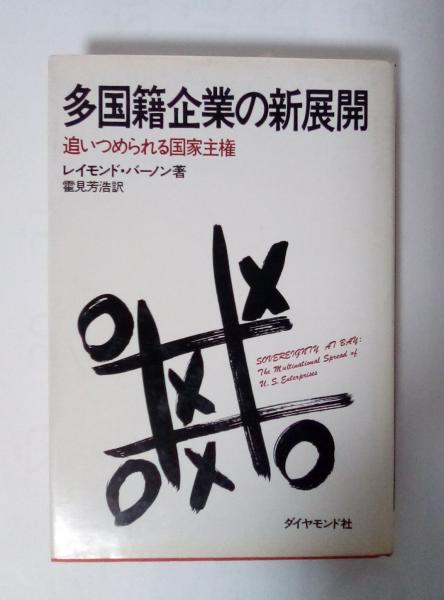 多国籍企業の新展開
追いつめられる国家主権
レイモンド・バーノン著
霍見芳浩訳
SOVEREIGNTY AT BAY:
The Multinational Spread of
U. S. Enterprises
ダイヤモンド社